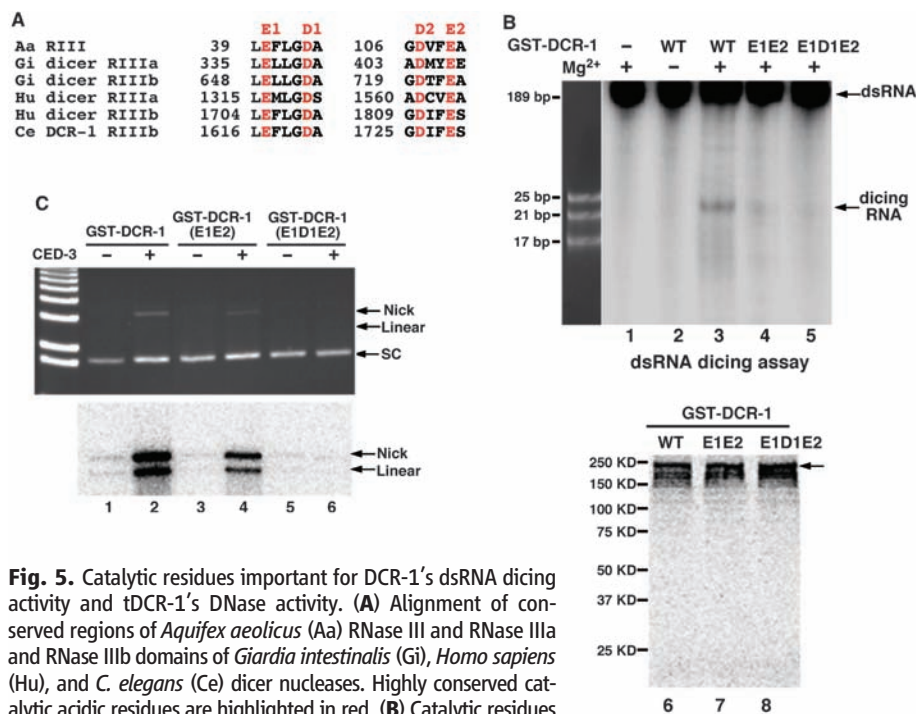 A
E1 D1 D2 E2
Aa RIII 39 LEFLGDA 106 GDVFEA
Gi dicer RIIIa 335 LELLGDA 403 ADMYEE
Gi dicer RIIIb 648 LELLGDA 719 GDTFEA
Hu dicer RIIIa 1315 LEMLGDS 1560 ADCVEA
Hu dicer RIIIb 1704 LEFLGDA 1809 GDIFES
Ce DCR-1 RIIIb 1616 LEFLGDA 1725 GDIFES
B
GST-DCR-1 – WT WT E1E2 E1D1E2
Mg2+ + – + + +
189 bp
dsRNA
25 bp
21 bp
17 bp
dicing
RNA
1 2 3 4 5
dsRNA dicing assay
C
GST-DCR-1 GST-DCR-1 (E1E2) GST-DCR-1 (E1D1E2)
CED-3 – + – + – +
Nick
Linear
SC
Nick
Linear
1 2 3 4 5 6
GST-DCR-1
WT E1E2 E1D1E2
250 KD
150 KD
100 KD
75 KD
50 KD
37 KD
25 KD
6 7 8
Fig. 5. Catalytic residues important for DCR-1's dsRNA dicing
activity and tDCR-1's DNase activity. (A) Alignment of con-
served regions of Aquifex aeolicus (Aa) RNase III and RNase IIIa
and RNase IIIb domains of Giardia intestinalis (Gi), Homo sapiens
(Hu), and C. elegans (Ce) dicer nucleases. Highly conserved cat-
alytic acidic residues are highlighted in red. (B) Catalytic residues